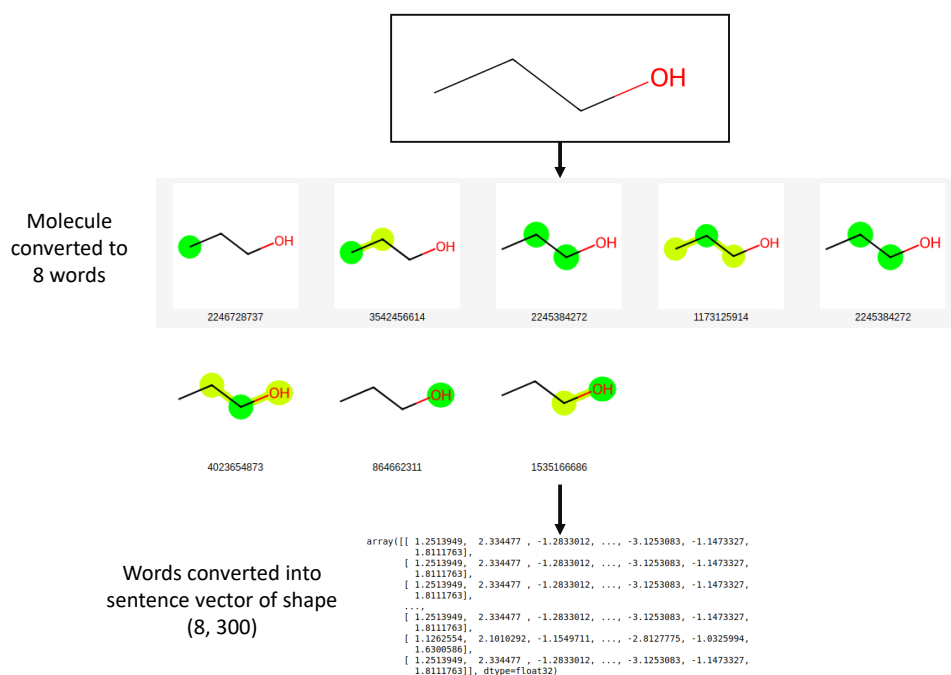 OH
Molecule
converted to
8 words
OH
OH
OH
OH
OH
2246728737
3542456614
2245384272
1173125914
2245384272
OH
OH
OH
4023654873
864662311
1535166686
Words converted into
sentence vector of shape
(8, 300)
array([[ 1.2513949, 2.334477 , -1.2833012, ..., -3.1253083, -1.1473327,
1.8111763],
[ 1.2513949, 2.334477 , -1.2833012, ..., -3.1253083, -1.1473327,
1.8111763],
[ 1.2513949, 2.334477 , -1.2833012, ..., -3.1253083, -1.1473327,
1.8111763],
...,
[ 1.2513949, 2.334477 , -1.2833012, ..., -3.1253083, -1.1473327,
1.8111763],
[ 1.1262554, 2.1010292, -1.1549711, ..., -2.8127775, -1.0325994,
1.6300586],
[ 1.2513949, 2.334477 , -1.2833012, ..., -3.1253083, -1.1473327,
1.8111763]], dtype=float32)